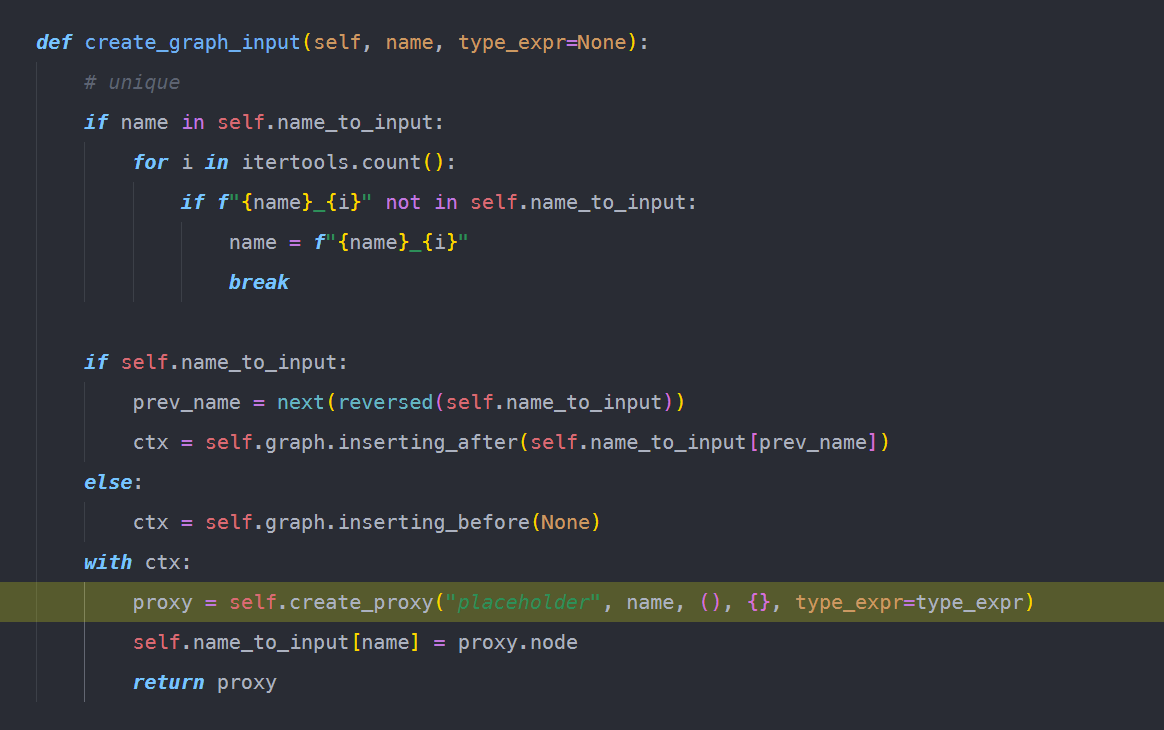 def create_graph_input(self, name, type_expr=None):
    # unique
    if name in self.name_to_input:
        for i in itertools.count():
            if f"{name}_{i}" not in self.name_to_input:
                name = f"{name}_{i}"
                break

    if self.name_to_input:
        prev_name = next(reversed(self.name_to_input))
        ctx = self.graph.inserting_after(self.name_to_input[prev_name])
    else:
        ctx = self.graph.inserting_before(None)
    with ctx:
        proxy = self.create_proxy("placeholder", name, (), {}, type_expr=type_expr)
        self.name_to_input[name] = proxy.node
        return proxy